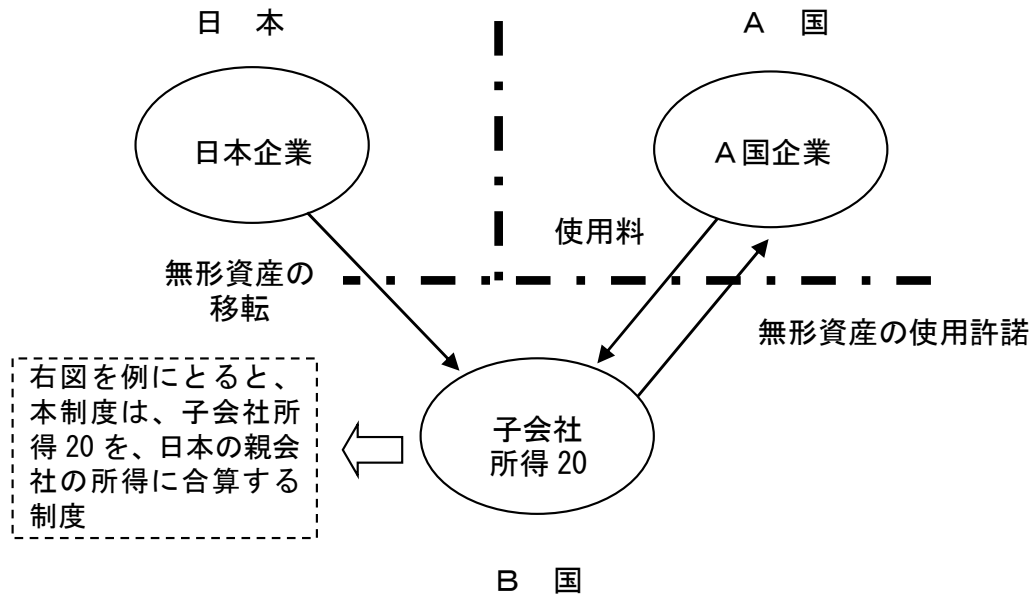 日 本
A 国
日本企業
A国企業
使用料
無形資産の
移転
無形資産の使用許諾
右図を例にとると、
本制度は、子会社所
得 20 を、日本の親会
社の所得に合算する
制度
子会社
所得 20
B 国